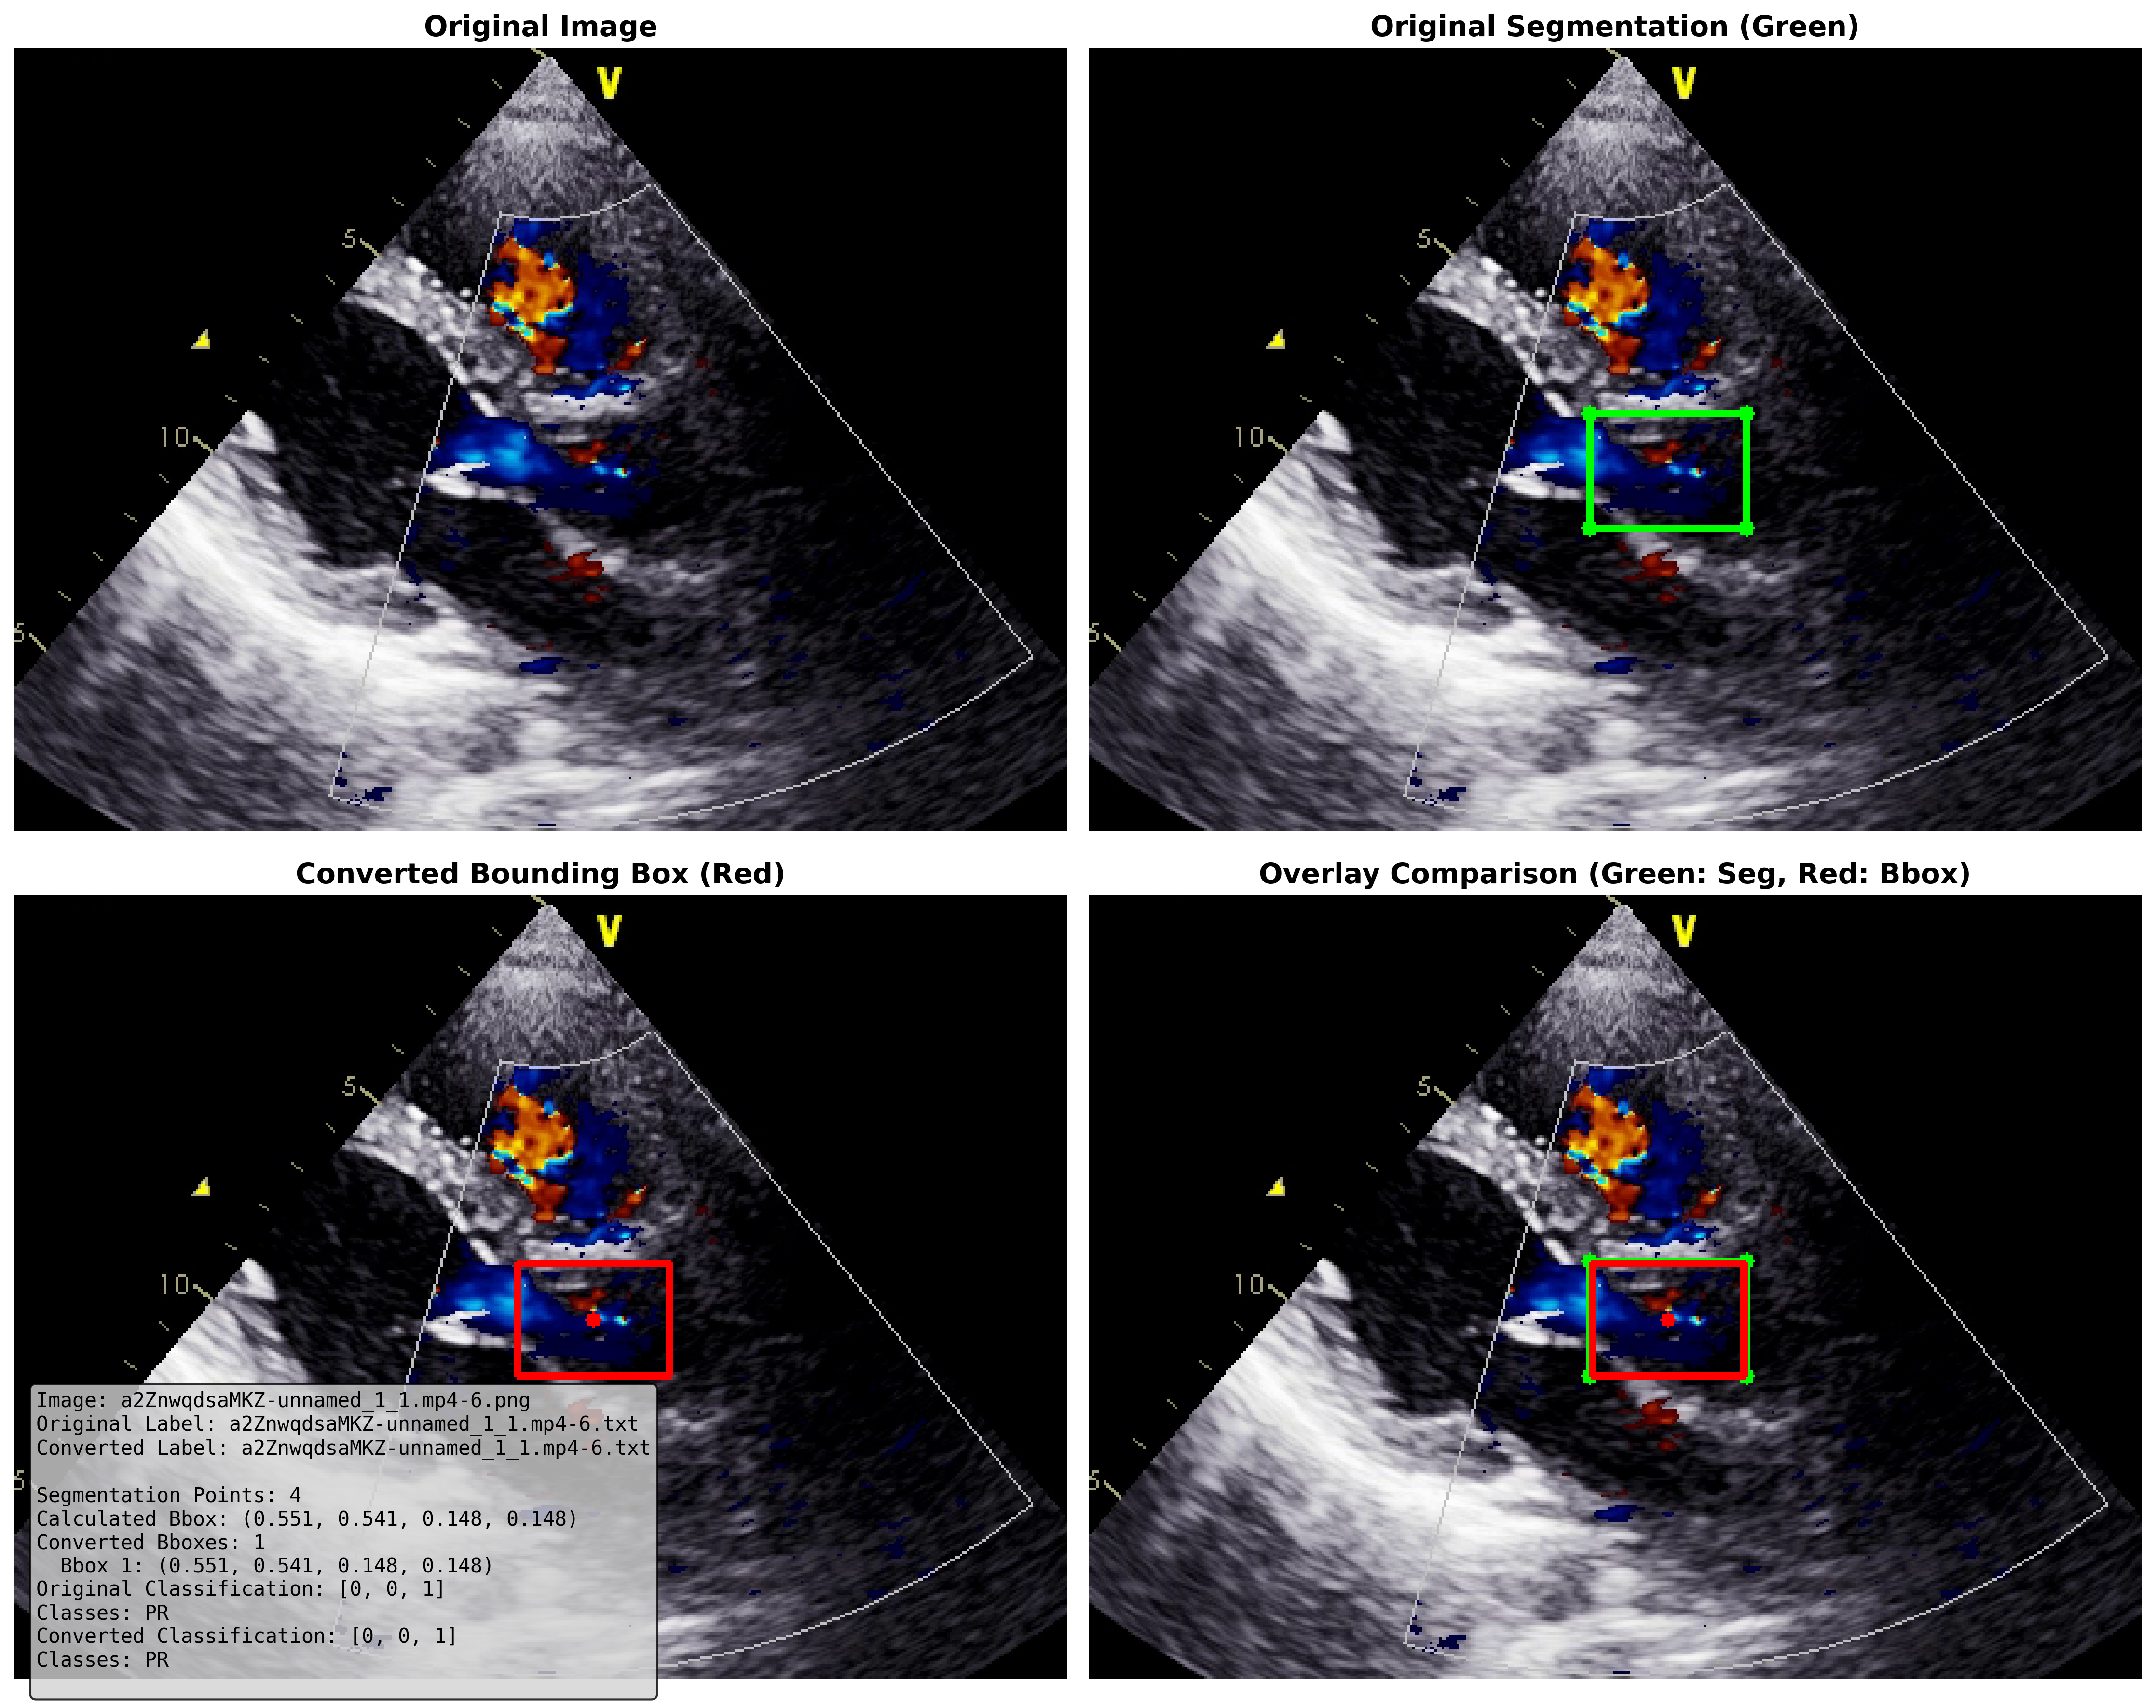 Original Image
Original Segmentation (Green)
V
5
10
5
V
5
10
5
Converted Bounding Box (Red)
Overlay Comparison (Green: Seg, Red: Bbox)
V
5
10
5
V
5
10
5
Image: a2ZnwqdsaMKZ-unnamed_1_1.mp4-6.png
Original Label: a2ZnwqdsaMKZ-unnamed_1_1.mp4-6.txt
Converted Label: a2ZnwqdsaMKZ-unnamed_1_1.mp4-6.txt
Segmentation Points: 4
Calculated Bbox: (0.551, 0.541, 0.148, 0.148)
Converted Bboxes: 1
Bbox 1: (0.551, 0.541, 0.148, 0.148)
Original Classification: [0, 0, 1]
Classes: PR
Converted Classification: [0, 0, 1]
Classes: PR